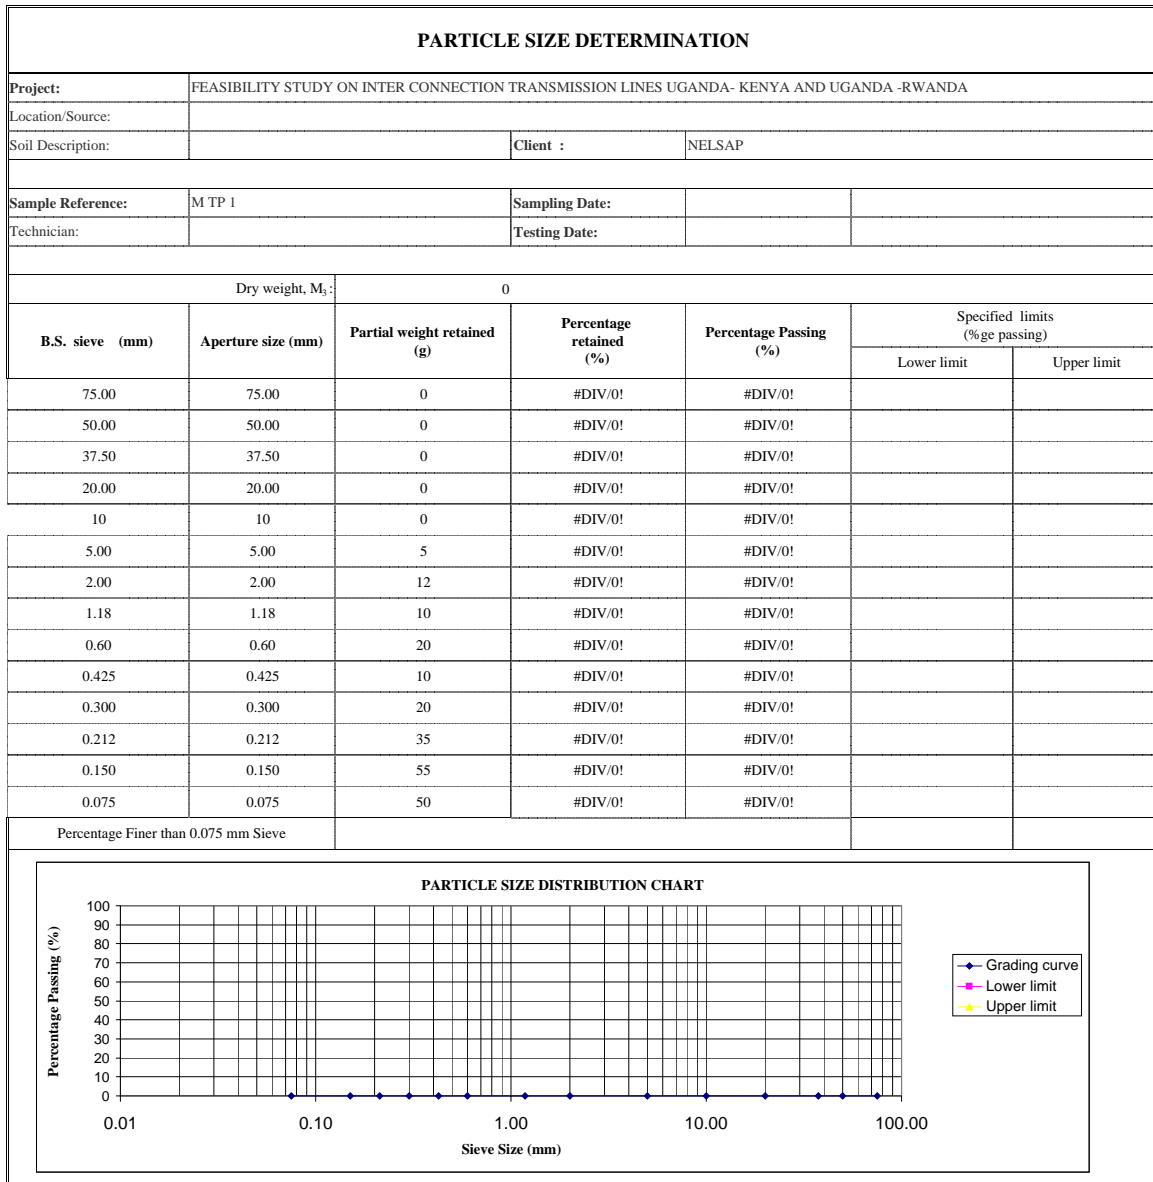 PARTICLE SIZE DETERMINATION
Project: FEASIBILITY STUDY ON INTER CONNECTION TRANSMISSION LINES UGANDA- KENYA AND UGANDA -RWANDA
Location/Source:
Soil Description: Client : NELSAP
Sample Reference: M TP 1 Sampling Date:
Technician: Testing Date:
Dry weight, M3 : 0
B.S. sieve (mm) Aperture size (mm) Partial weight retained (g) Percentage retained (%) Percentage Passing (%) Specified limits (%ge passing)
Lower limit Upper limit
75.00 75.00 0 #DIV/0! #DIV/0!
50.00 50.00 0 #DIV/0! #DIV/0!
37.50 37.50 0 #DIV/0! #DIV/0!
20.00 20.00 0 #DIV/0! #DIV/0!
10 10 0 #DIV/0! #DIV/0!
5.00 5.00 5 #DIV/0! #DIV/0!
2.00 2.00 12 #DIV/0! #DIV/0!
1.18 1.18 10 #DIV/0! #DIV/0!
0.60 0.60 20 #DIV/0! #DIV/0!
0.425 0.425 10 #DIV/0! #DIV/0!
0.300 0.300 20 #DIV/0! #DIV/0!
0.212 0.212 35 #DIV/0! #DIV/0!
0.150 0.150 55 #DIV/0! #DIV/0!
0.075 0.075 50 #DIV/0! #DIV/0!
Percentage Finer than 0.075 mm Sieve
PARTICLE SIZE DISTRIBUTION CHART
Percentage Passing (%)
100
90
80
70
60
50
40
30
20
10
0
0.01 0.10 1.00 10.00 100.00
Sieve Size (mm)
Grading curve
Lower limit
Upper limit